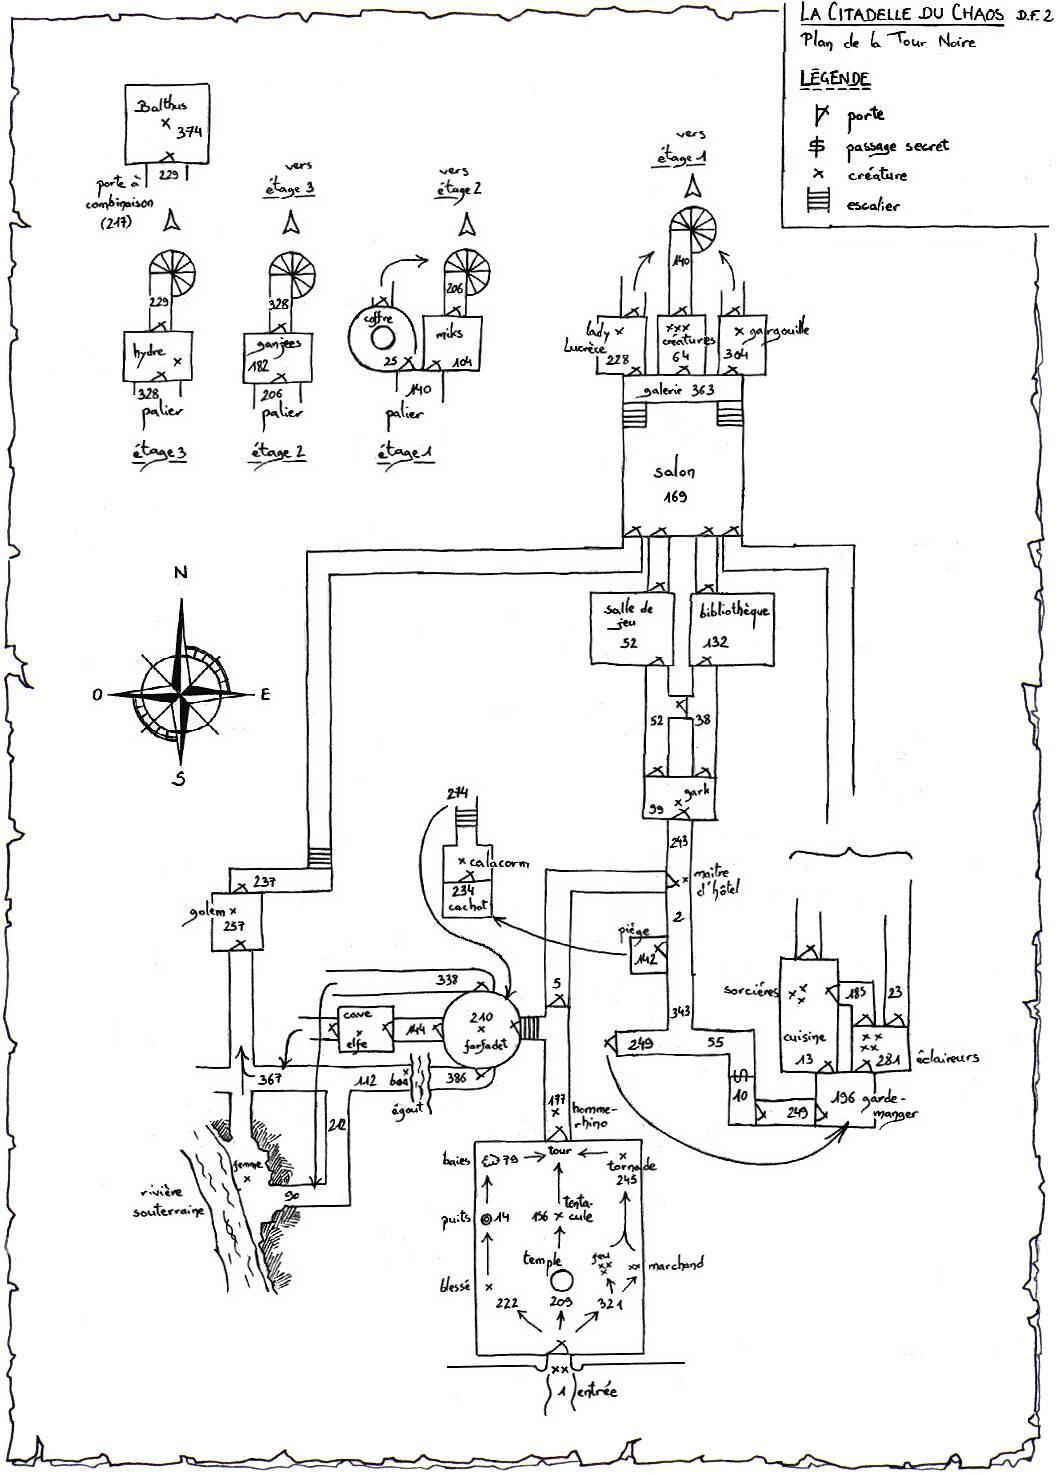 LA CITADELLE DU CHAOS D.F. 2
Plan de la Tour Noire
LÉGENDE
porte
passage secret
créature
escalier
Balthus
374
229
porte à
combinaison
(217)
vers
étage 3
vers
étage 2
vers
étage 1
229
hydre
328
palier
étage 3
328
ganjees
182
206
palier
étage 2
coffre
25
206
miks
104
140
palier
étage 1
140
lady
Lucrèce
228
créatures
64
gargouille
304
galerie 363
salon
169
N
O
E
S
salle de
jeu
52
bibliothèque
132
52
38
gark
99
243
maitre
d'hôtel
2
274
calacorm
234
cachot
piège
142
237
golem
257
338
cave
elfe
144
210
farfadet
5
343
249
55
10
249
sorcières
cuisine
13
185
23
281
éclaireurs
196 garde-
manger
367
112
boa
386
égout
212
177
homme-
rhino
femme
90
rivière
souterraine
tour
baies
79
tornade
245
puits
14
156
tenta-
cule
temple
feu
marchand
blessé
222
209
321
1 entrée